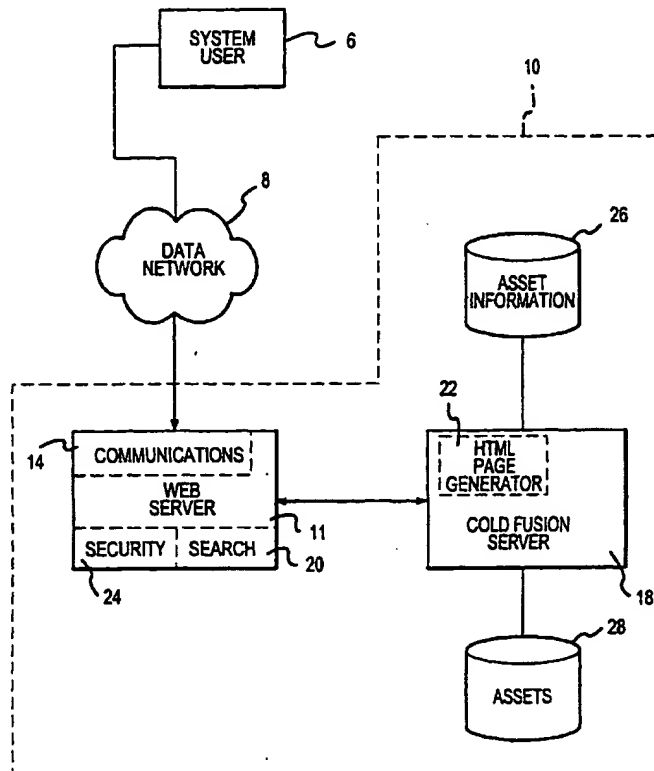 SYSTEM
USER
6
10
8
DATA
NETWORK
26
ASSET
INFORMATION
14
COMMUNICATIONS
WEB
SERVER
11
SECURITY
SEARCH
24
20
22
HTML
PAGE
GENERATOR
COLD FUSION
SERVER
18
28
ASSETS